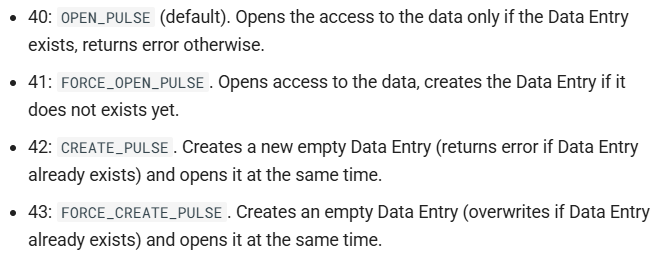 • 40: OPEN_PULSE (default). Opens the access to the data only if the Data Entry
exists, returns error otherwise.
• 41: FORCE_OPEN_PULSE. Opens access to the data, creates the Data Entry if it
does not exists yet.
• 42: CREATE_PULSE. Creates a new empty Data Entry (returns error if Data Entry
already exists) and opens it at the same time.
• 43: FORCE_CREATE_PULSE. Creates an empty Data Entry (overwrites if Data Entry
already exists) and opens it at the same time.